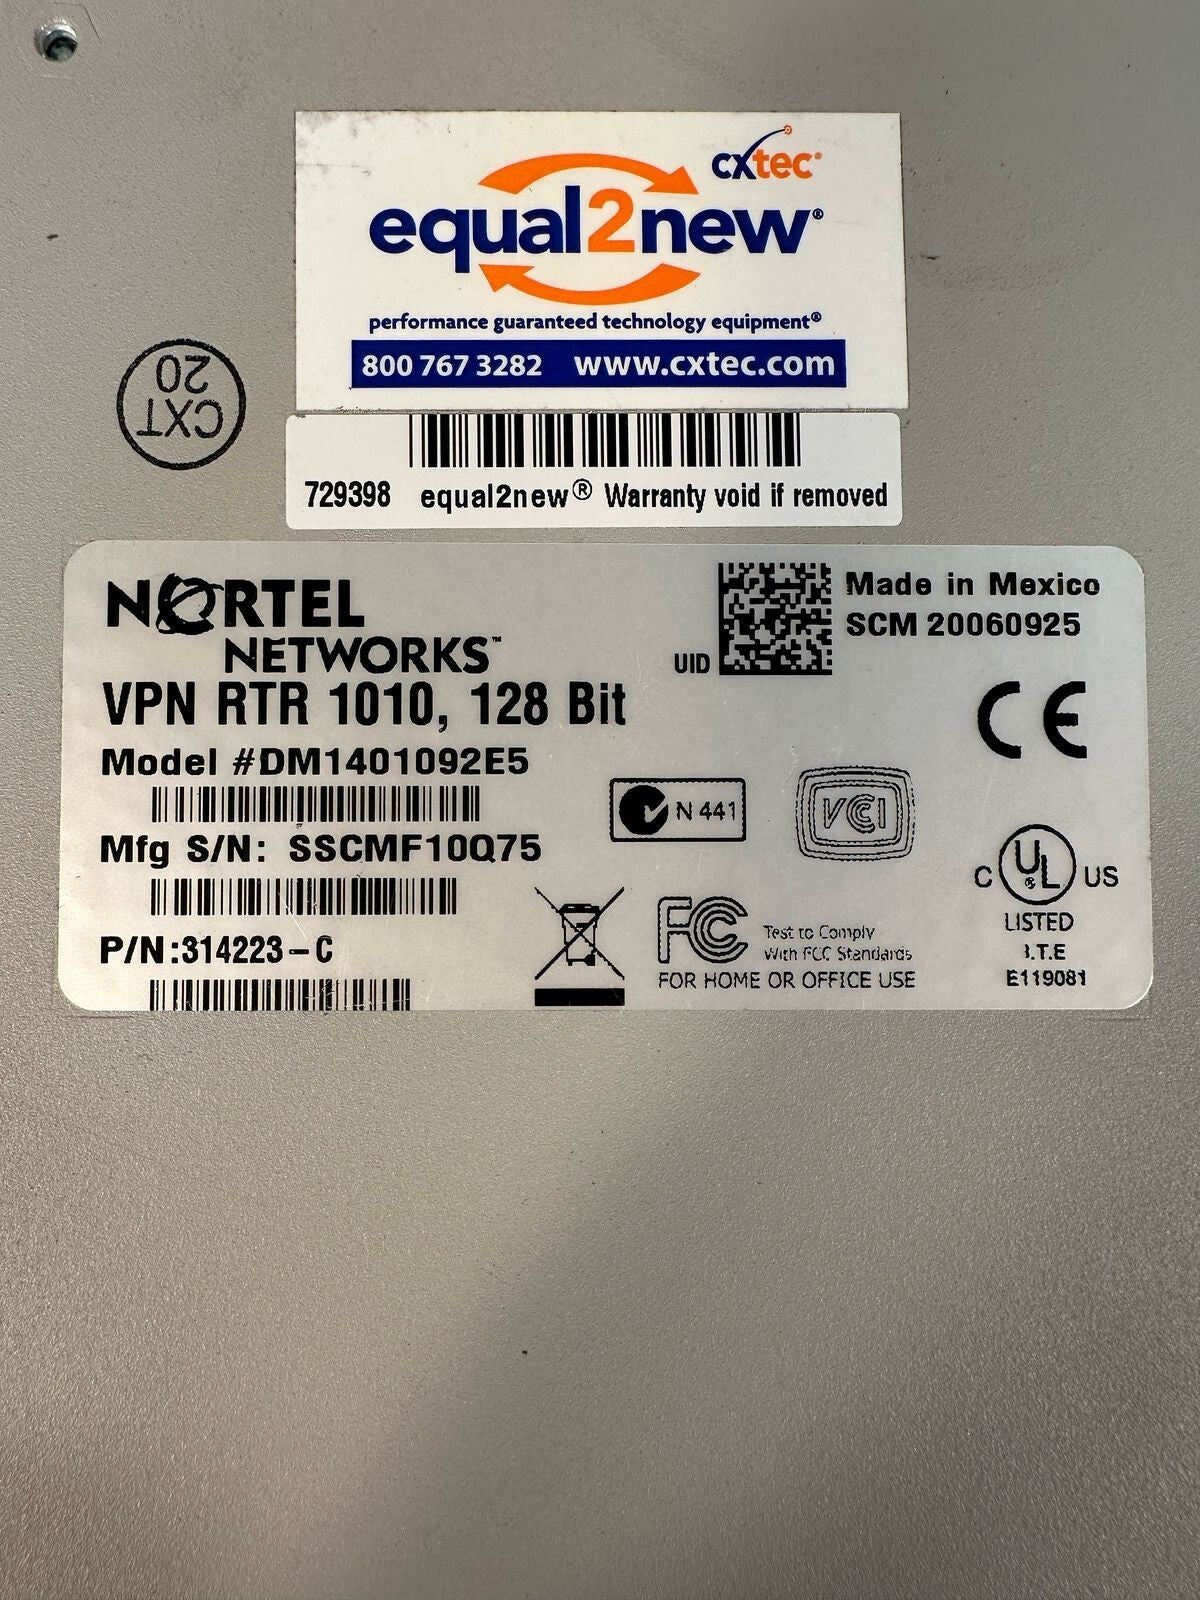 cxtec®
equal2new®
performance guaranteed technology equipment®
800 767 3282 www.cxtec.com
CXT
20
729398 equal2new® Warranty void if removed
NORTEL
NETWORKS™
VPN RTR 1010, 128 Bit
Model #DM1401092E5
Mfg S/N: SSCMF10Q75
P/N:314223-C
UID
Made in Mexico
SCM 20060925
CE
N 441
VCI
FC
Test to Comply
With FCC Standards
FOR HOME OR OFFICE USE
C UL® US
LISTED
I.T.E
E119081